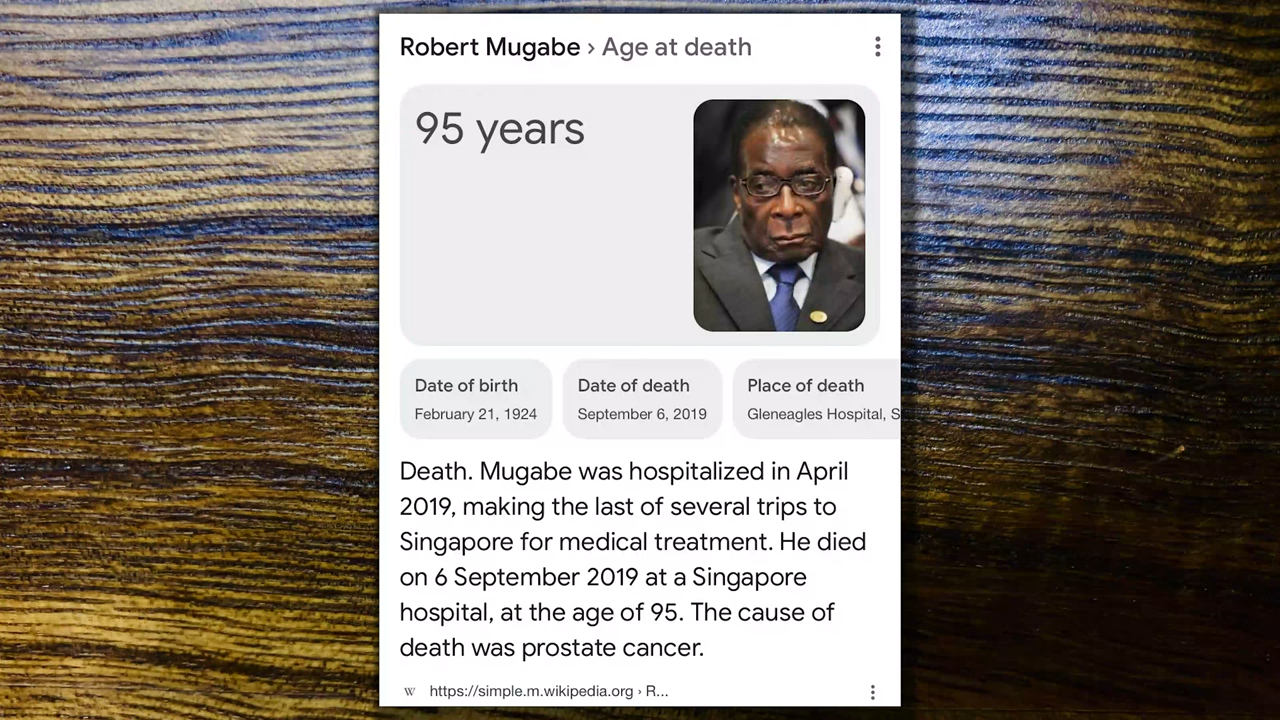 Robert Mugabe › Age at death
95 years
Date of birth
February 21, 1924
Date of death
September 6, 2019
Place of death
Gleneagles Hospital, S
Death. Mugabe was hospitalized in April
2019, making the last of several trips to
Singapore for medical treatment. He died
on 6 September 2019 at a Singapore
hospital, at the age of 95. The cause of
death was prostate cancer.
W https://simple.m.wikipedia.org › R...